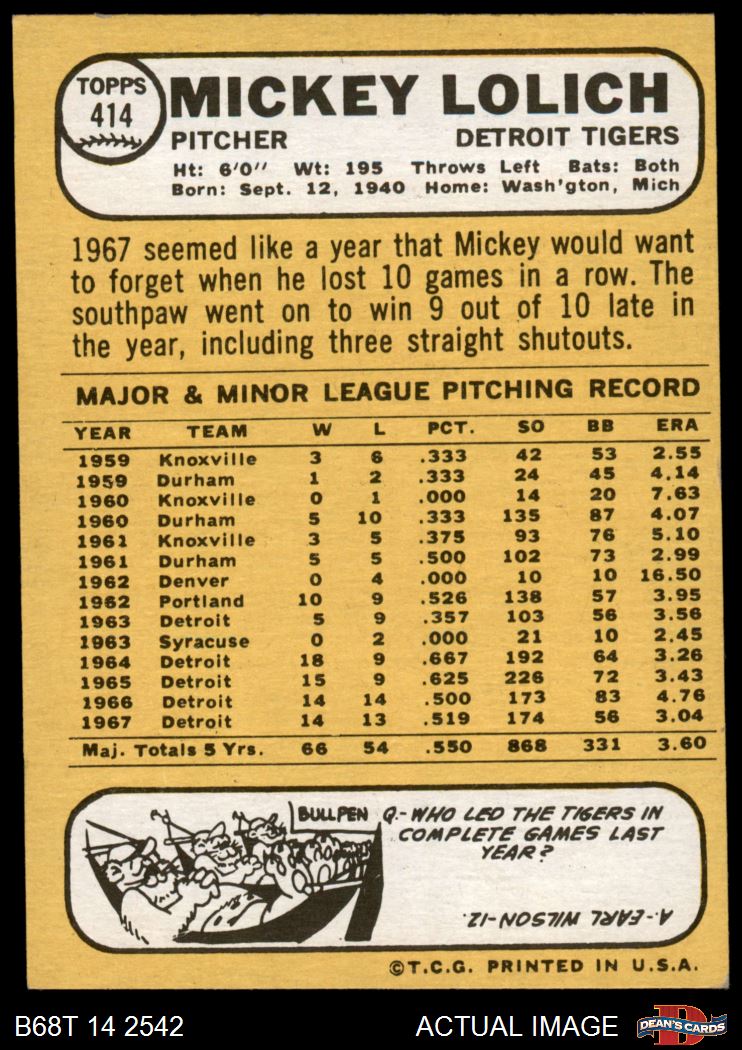 TOPPS
414
MICKEY LOLICH
PITCHER DETROIT TIGERS
Ht: 6'0'' Wt: 195 Throws Left Bats: Both
Born: Sept. 12, 1940 Home: Wash'gton, Mich
1967 seemed like a year that Mickey would want
to forget when he lost 10 games in a row. The
southpaw went on to win 9 out of 10 late in
the year, including three straight shutouts.
MAJOR & MINOR LEAGUE PITCHING RECORD
YEAR TEAM W L PCT. SO BB ERA
1959 Knoxville 3 6 .333 42 53 2.55
1959 Durham 1 2 .333 24 45 4.14
1960 Knoxville 0 1 .000 14 20 7.63
1960 Durham 5 10 .333 135 87 4.07
1961 Knoxville 3 5 .375 93 76 5.10
1961 Durham 5 5 .500 102 73 2.99
1962 Denver 0 4 .000 10 10 16.50
1962 Portland 10 9 .526 138 57 3.95
1963 Detroit 5 9 .357 103 56 3.56
1963 Syracuse 0 2 .000 21 10 2.45
1964 Detroit 18 9 .667 192 64 3.26
1965 Detroit 15 9 .625 226 72 3.43
1966 Detroit 14 14 .500 173 83 4.76
1967 Detroit 14 13 .519 174 56 3.04
Maj. Totals 5 Yrs. 66 54 .550 868 331 3.60
BULLPEN
Q.-WHO LED THE TIGERS IN
COMPLETE GAMES LAST
YEAR?
A-EARL WILSON-12.
©T.C.G. PRINTED IN U.S.A.
B68T 14 2542 ACTUAL IMAGE
D
DEAN'S CARDS